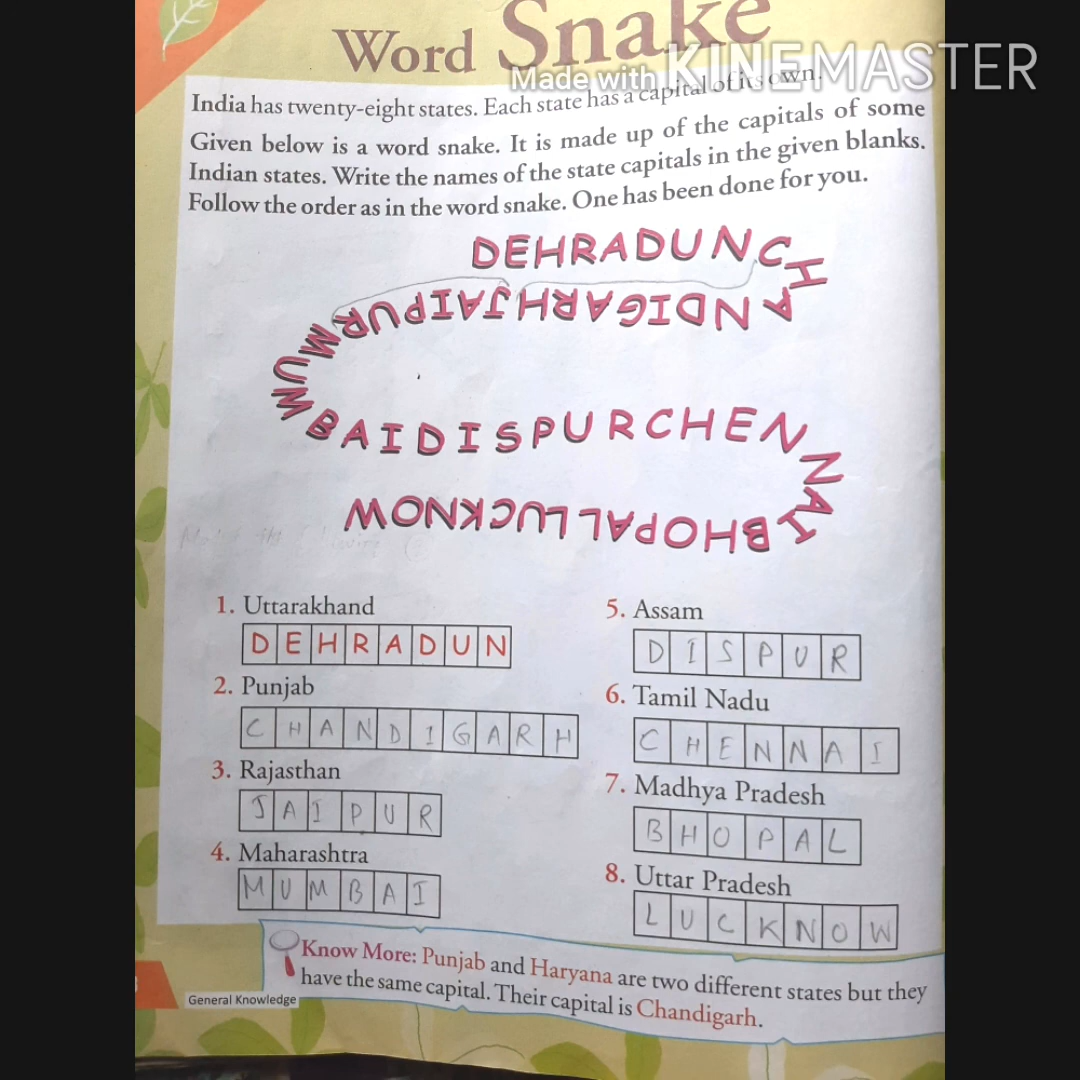 Word Snake
Made with KINEMASTER
India has twenty-eight states. Each state has a capital of its own.
Given below is a word snake. It is made up of the capitals of some
Indian states. Write the names of the state capitals in the given blanks.
Follow the order as in the word snake. One has been done for you.
DEHRADUNCH
ANDIGARHJAIPUR
MUM
BAIDISPURCHEN
NAI
BHOPALLUCKNOW
1. Uttarakhand
DEHRADUN
2. Punjab
CHANDIGARH
3. Rajasthan
JAIPUR
4. Maharashtra
MUMBAI
5. Assam
DISPUR
6. Tamil Nadu
CHENNAI
7. Madhya Pradesh
BHOPAL
8. Uttar Pradesh
LUCKNOW
Know More: Punjab and Haryana are two different states but they
have the same capital. Their capital is Chandigarh.
General Knowledge